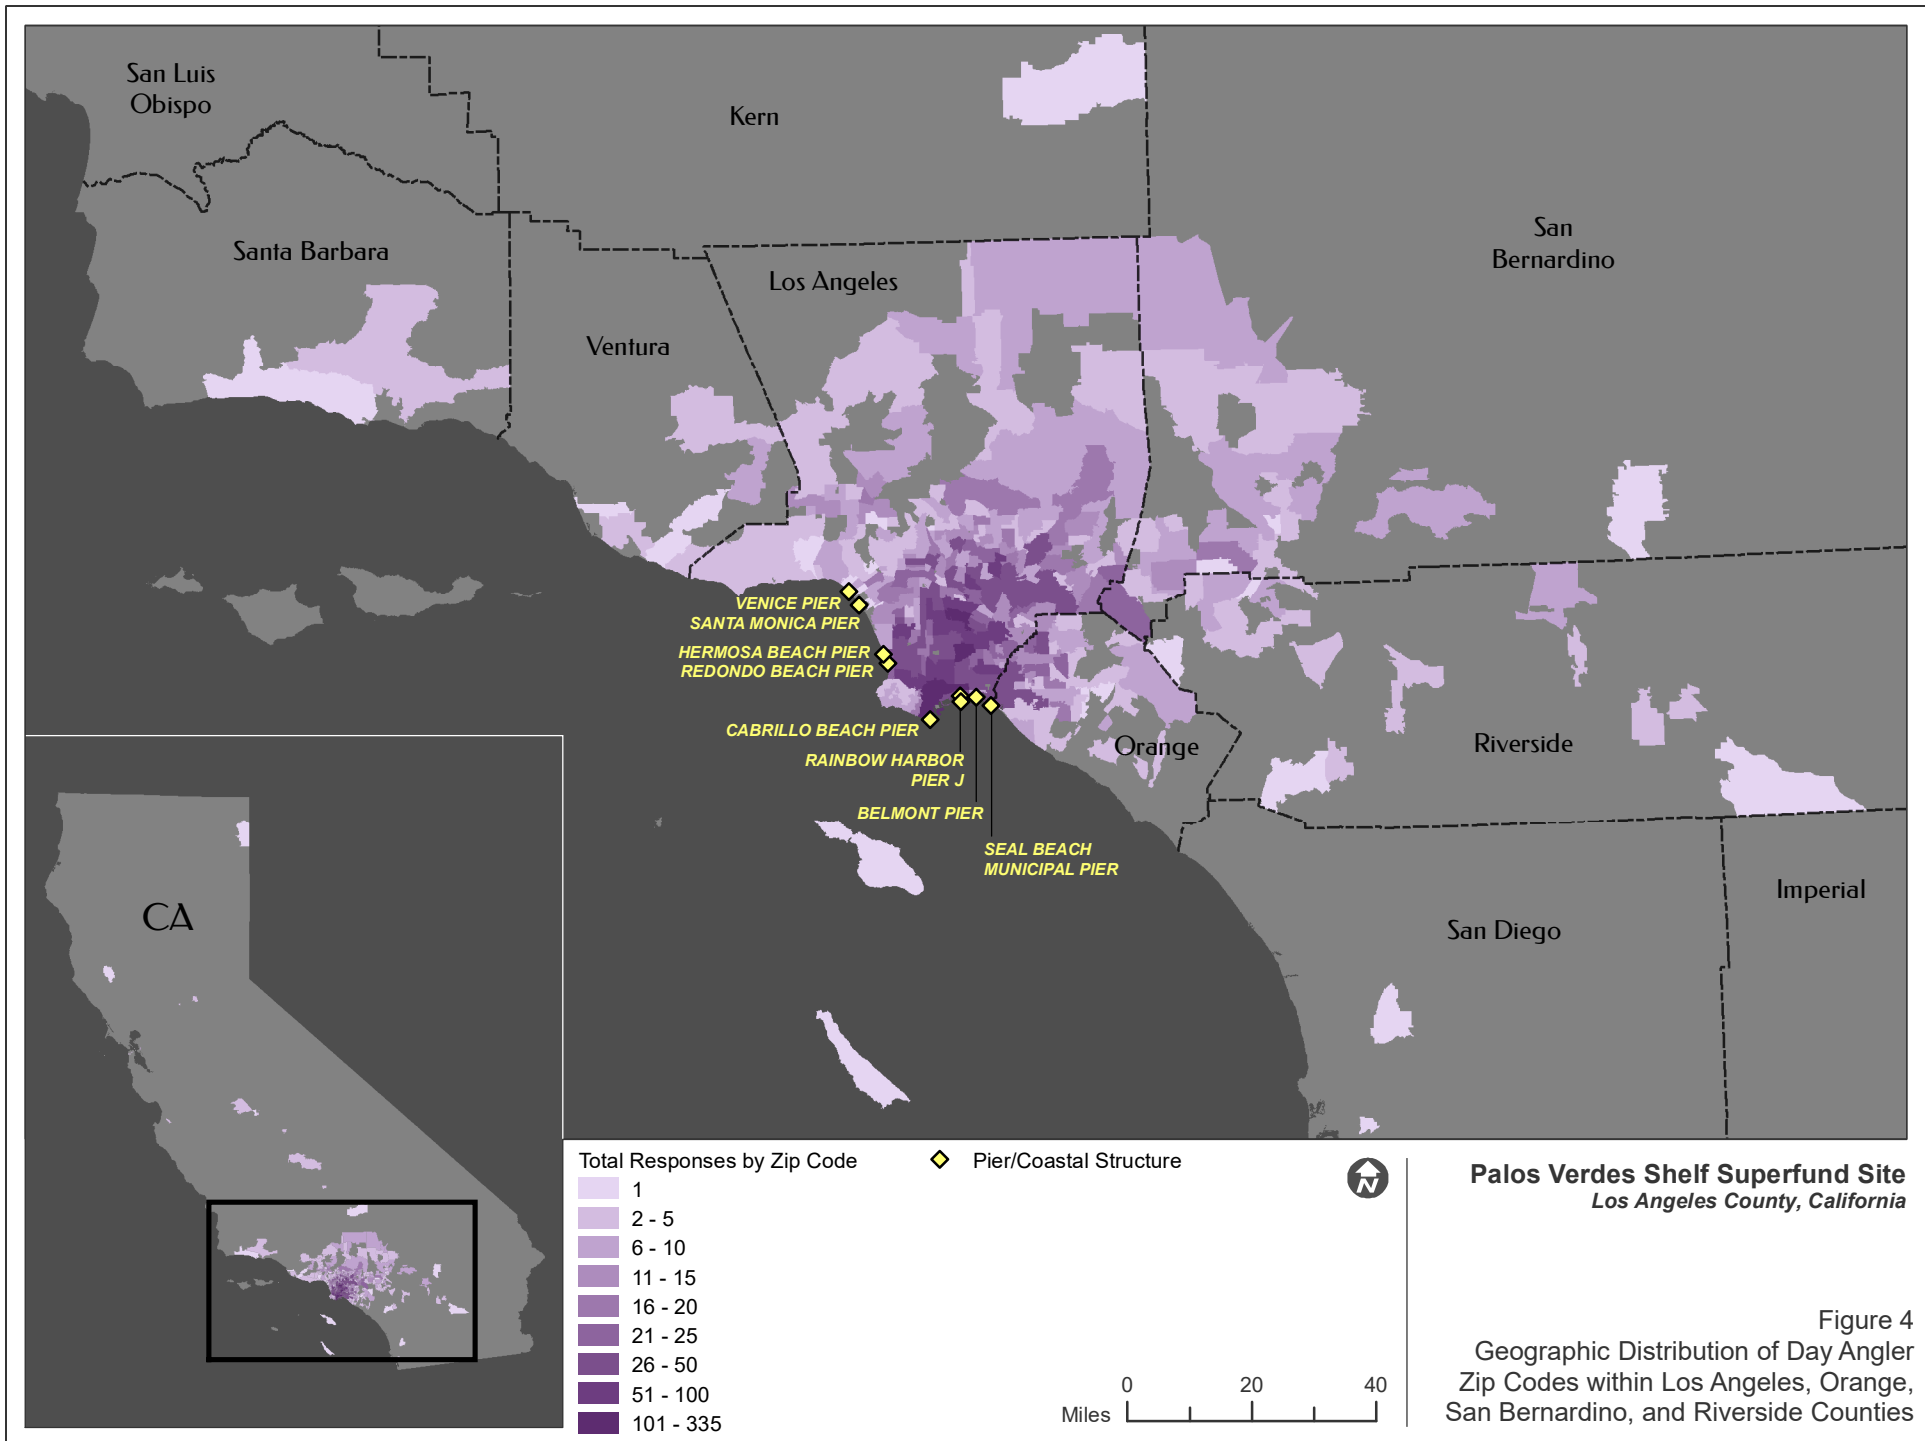 San Luis
Obispo
Kern
San
Bernardino
Santa Barbara
Los Angeles
Ventura
VENICE PIER
SANTA MONICA PIER
HERMOSA BEACH PIER
REDONDO BEACH PIER
CABRILLO BEACH PIER
RAINBOW HARBOR
PIER J
BELMONT PIER
SEAL BEACH
MUNICIPAL PIER
Orange
Riverside
San Diego
Imperial
CA
Total Responses by Zip Code
1
2 - 5
6 - 10
11 - 15
16 - 20
21 - 25
26 - 50
51 - 100
101 - 335
Pier/Coastal Structure
N
0 20 40
Miles
Palos Verdes Shelf Superfund Site
Los Angeles County, California
Figure 4
Geographic Distribution of Day Angler
Zip Codes within Los Angeles, Orange,
San Bernardino, and Riverside Counties